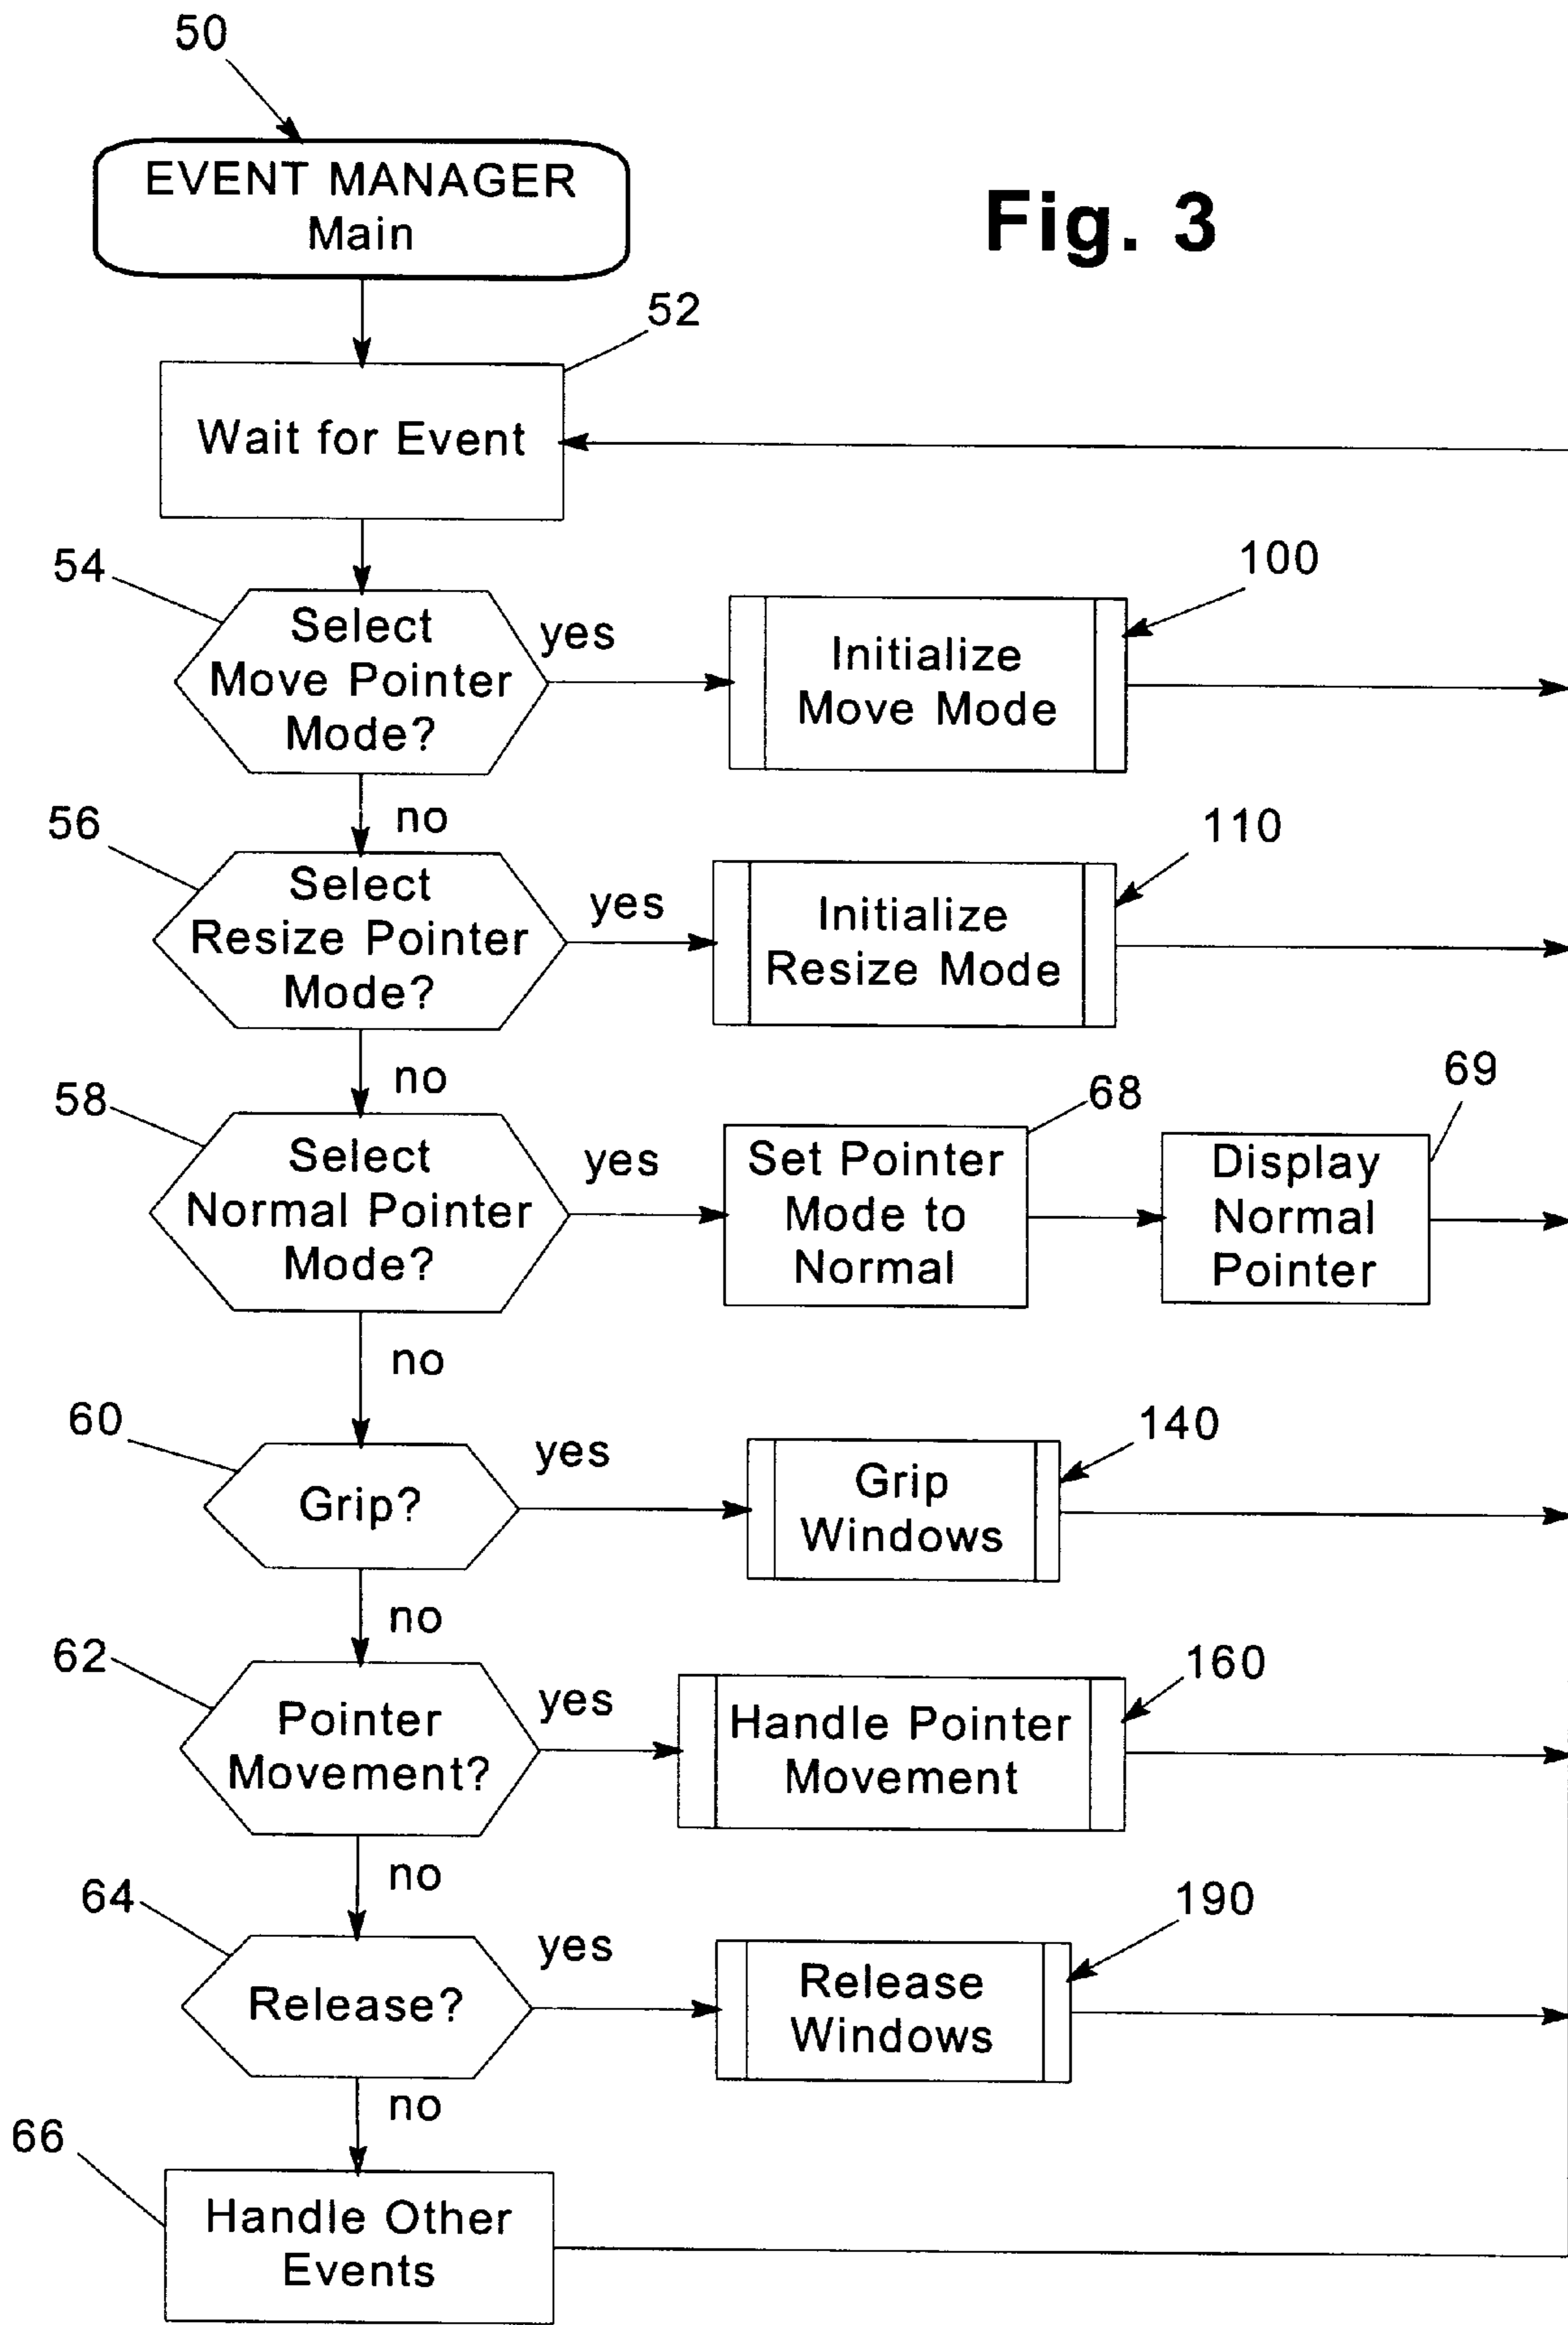 50
EVENT MANAGER
Main
Fig. 3
52
Wait for Event
54
Select
Move Pointer
Mode?
yes
100
Initialize
Move Mode
no
56
Select
Resize Pointer
Mode?
yes
110
Initialize
Resize Mode
no
58
Select
Normal Pointer
Mode?
yes
68
Set Pointer
Mode to
Normal
69
Display
Normal
Pointer
no
60
Grip?
yes
140
Grip
Windows
no
62
Pointer
Movement?
yes
160
Handle Pointer
Movement
no
64
Release?
yes
190
Release
Windows
no
66
Handle Other
Events